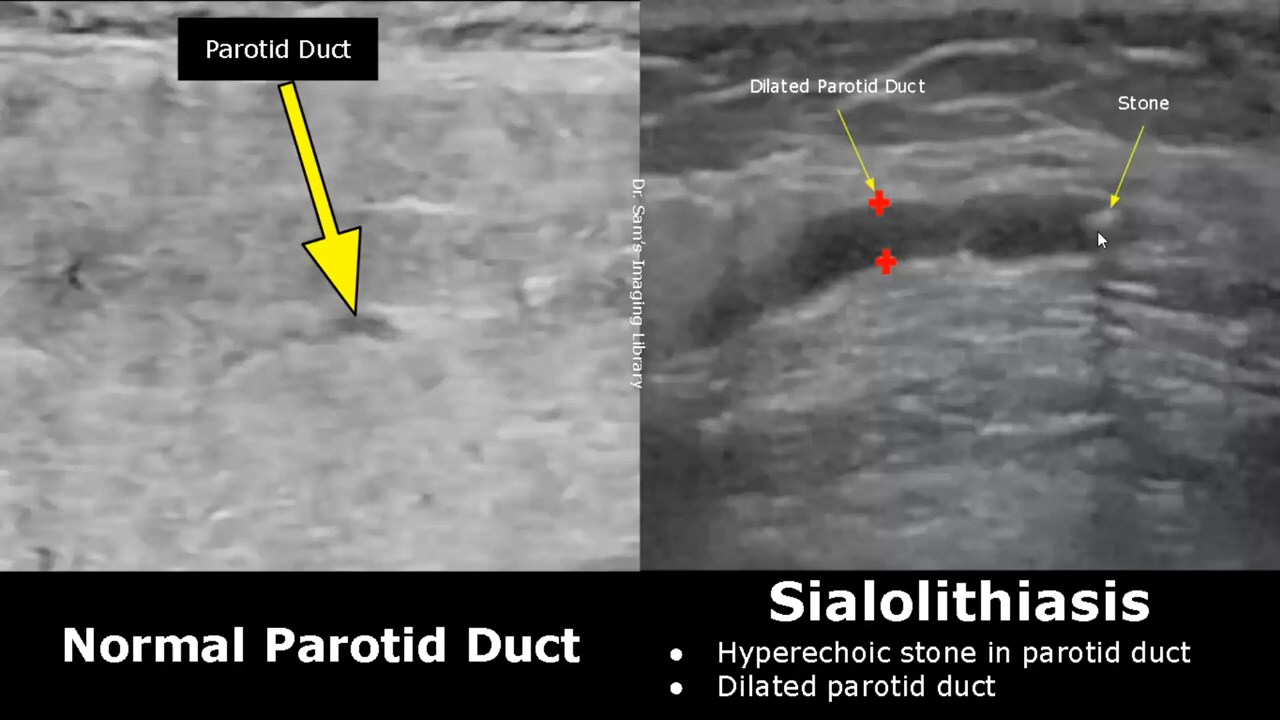 Parotid Duct
Dilated Parotid Duct
Stone
Dr. Sam's Imaging Library
Normal Parotid Duct
Sialolithiasis
• Hyperechoic stone in parotid duct
• Dilated parotid duct